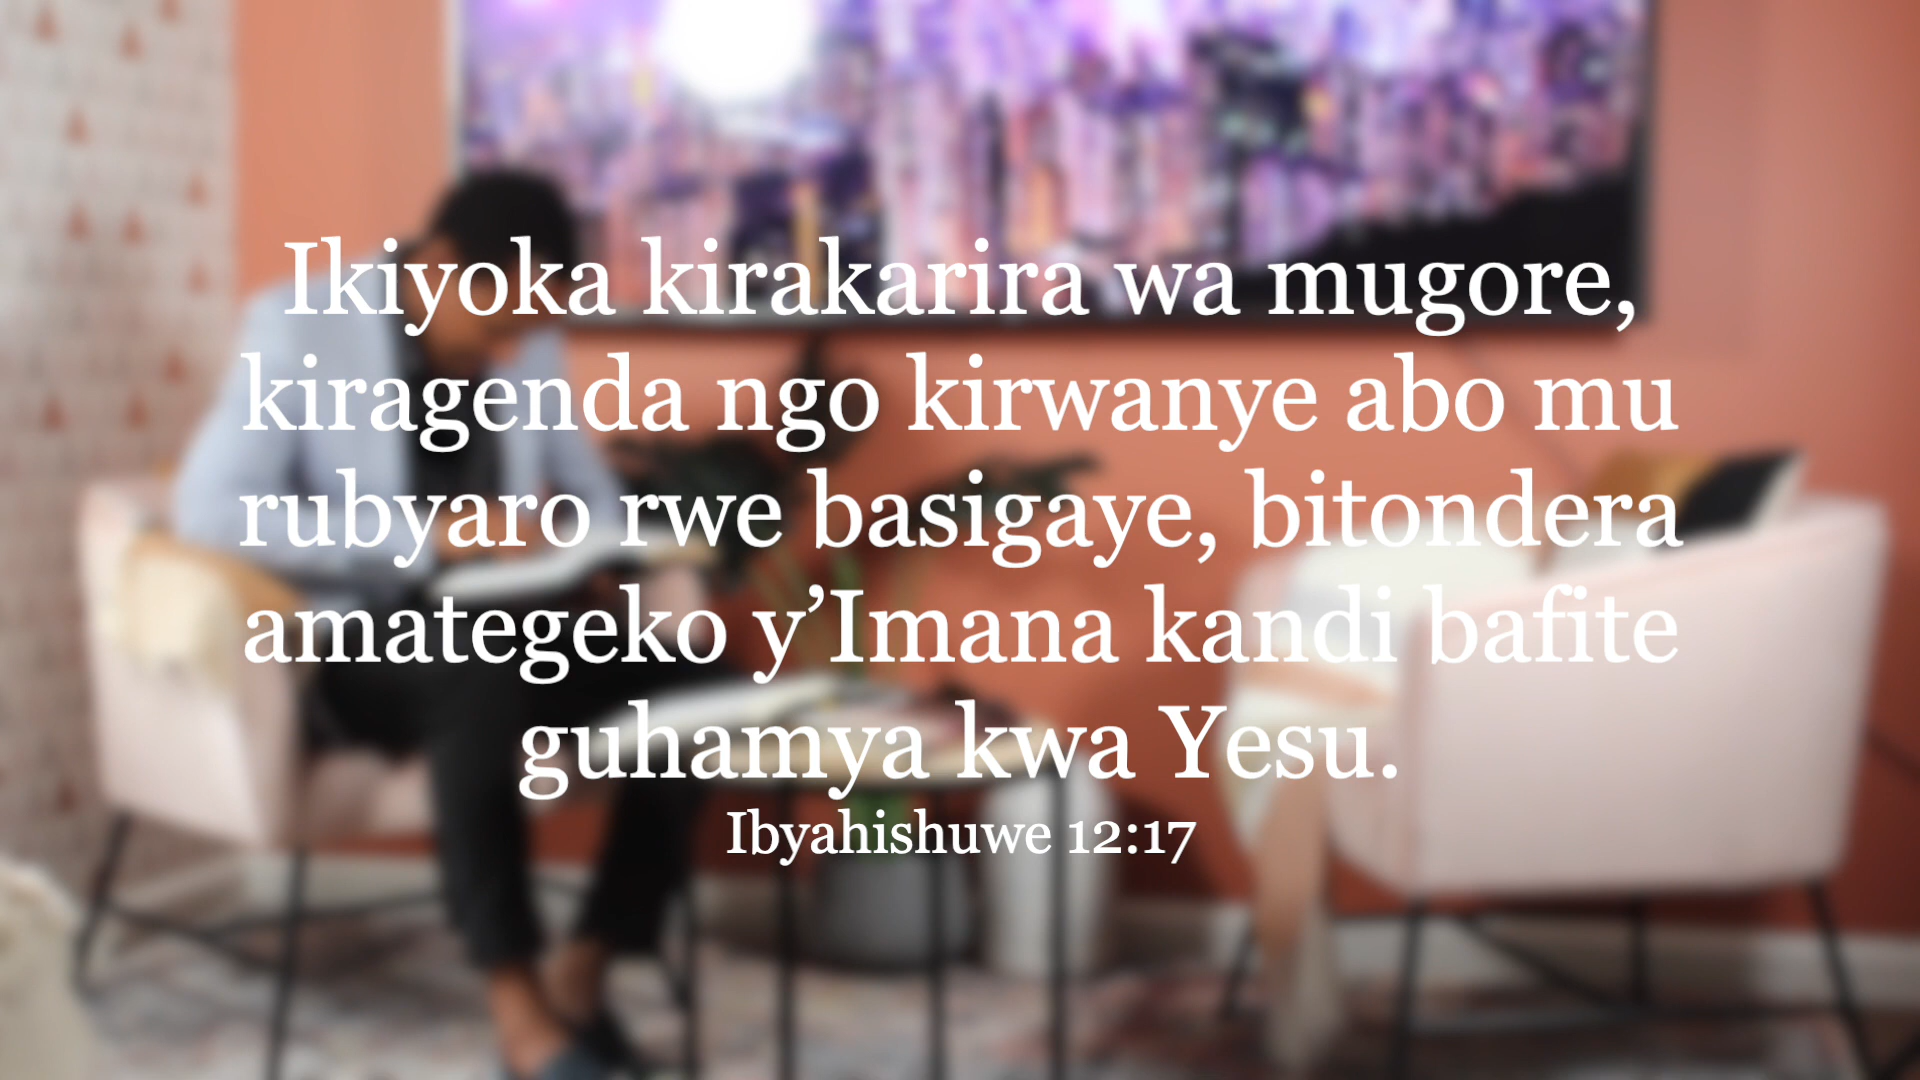 Ikiyoka kirakarira wa mugore,
kiragenda ngo kirwanye abo mu
rubyaro rwe basigaye, bitondera
amategeko y’Imana kandi bafite
guhamya kwa Yesu.
Ibyahishuwe 12:17